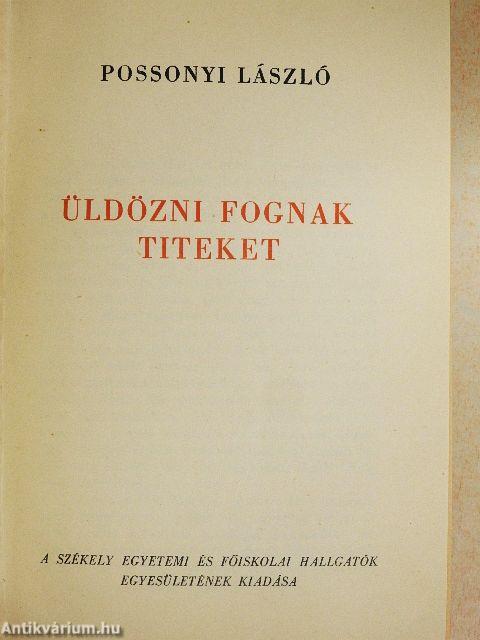 POSSONYI LÁSZLÓ
ÜLDÖZNI FOGNAK
TITEKET
A SZÉKELY EGYETEMI ÉS FŐISKOLAI HALLGATÓK
EGYESÜLETÉNEK KIADÁSA
Antikvárium.hu